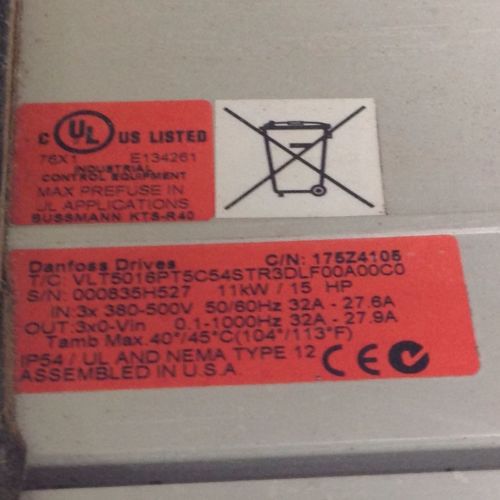 C UL US LISTED
76X1 E134261
INDUSTRIAL
CONTROL EQUIPMENT
MAX PREFUSE IN
UL APPLICATIONS
BUSSMANN KTS-R40
Danfoss Drives C/N: 175Z4105
T/C: VLT5016PT5C54STR3DLF00A00C0
S/N: 000835H527 11kW / 15 HP
IN: 3x 380-500V 50/60Hz 32A - 27.6A
OUT: 3x0-Vin 0.1-1000Hz 32A - 27.9A
Tamb Max. 40°/45°C(104°/113°F)
IP54 / UL AND NEMA TYPE 12
ASSEMBLED IN U.S.A.
CE